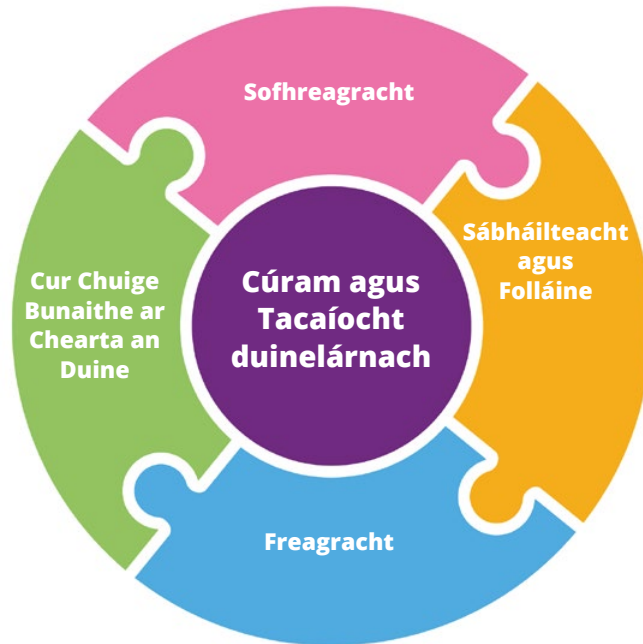 Sofhreagracht
Sábháilteacht
agus
Folláine
Cur Chuige
Bunaithe ar
Chearta an
Duine
Cúram agus
Tacaíocht
duinelárnach
Freagracht